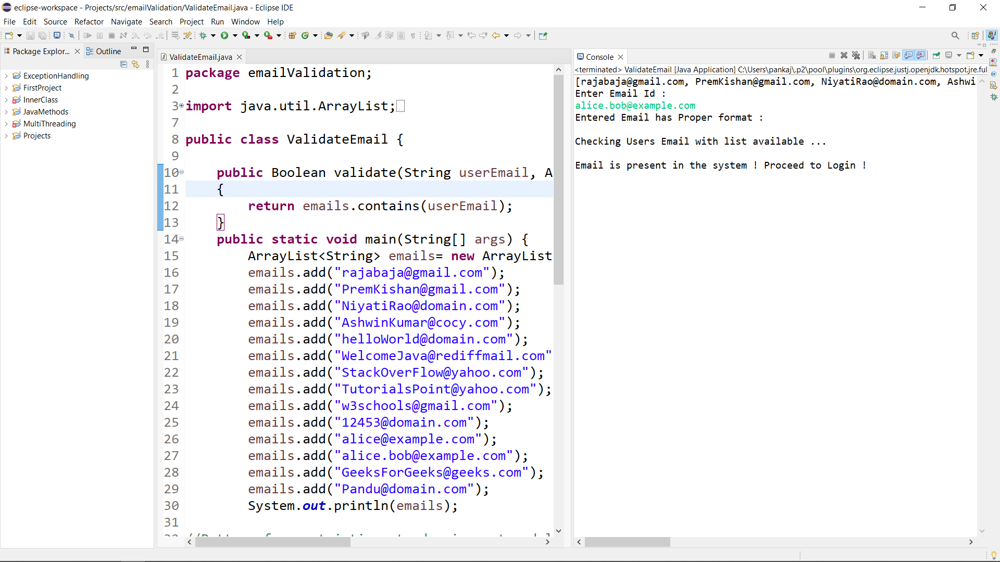 eclipse-workspace - Projects/src/emailValidation/ValidateEmail.java - Eclipse IDE
File Edit Source Refactor Navigate Search Project Run Window Help
Package Explor... Outline
ExceptionHandling
FirstProject
InnerClass
JavaMethods
MultiThreading
Projects
ValidateEmail.java
1 package emailValidation;
2
3 import java.util.ArrayList;
7
8 public class ValidateEmail {
9
10 public Boolean validate(String userEmail, A
11 {
12 return emails.contains(userEmail);
13 }
14 public static void main(String[] args) {
15 ArrayList<String> emails= new ArrayList
16 emails.add("rajabaja@gmail.com");
17 emails.add("PremKishan@gmail.com");
18 emails.add("NiyatiRao@domain.com");
19 emails.add("AshwinKumar@cocy.com");
20 emails.add("helloWorld@domain.com");
21 emails.add("WelcomeJava@rediffmail.com"
22 emails.add("StackOverFlow@yahoo.com");
23 emails.add("TutorialsPoint@yahoo.com");
24 emails.add("w3schools@gmail.com");
25 emails.add("12453@domain.com");
26 emails.add("alice@example.com");
27 emails.add("alice.bob@example.com");
28 emails.add("GeeksForGeeks@geeks.com");
29 emails.add("Pandu@domain.com");
30 System.out.println(emails);
31
Console
<terminated> ValidateEmail [Java Application] C:\Users\pankaj\.p2\pool\plugins\org.eclipse.justj.openjdk.hotspot.jre.ful
[rajabaja@gmail.com, PremKishan@gmail.com, NiyatiRao@domain.com, Ashwi
Enter Email Id :
alice.bob@example.com
Entered Email has Proper format :
Checking Users Email with list available ...
Email is present in the system ! Proceed to Login !